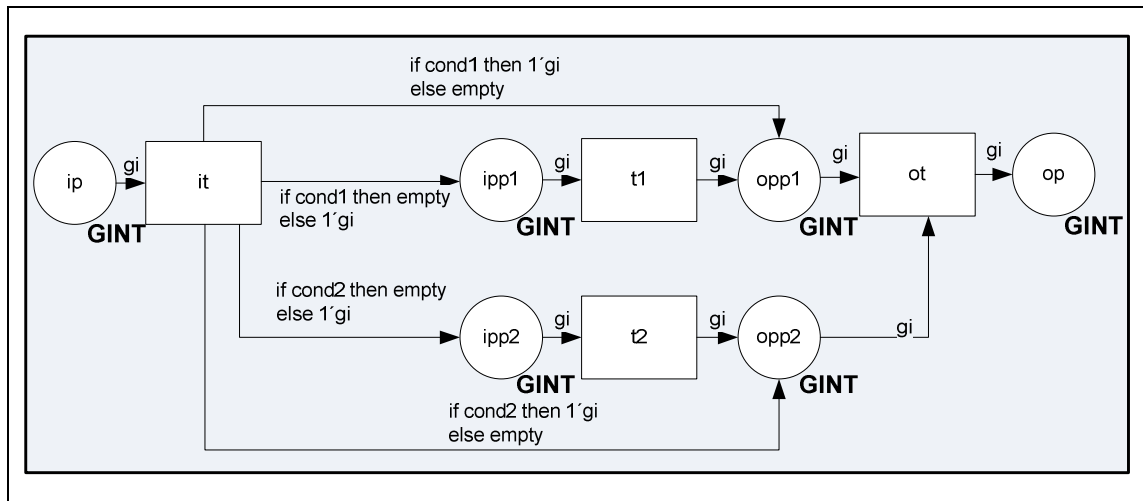 if cond1 then 1´gi
else empty
ip
gi
it
GINT
if cond1 then empty
else 1´gi
ipp1
GINT
gi
t1
gi
opp1
GINT
gi
ot
gi
op
GINT
if cond2 then empty
else 1´gi
ipp2
GINT
gi
t2
gi
opp2
GINT
gi
if cond2 then 1´gi
else empty